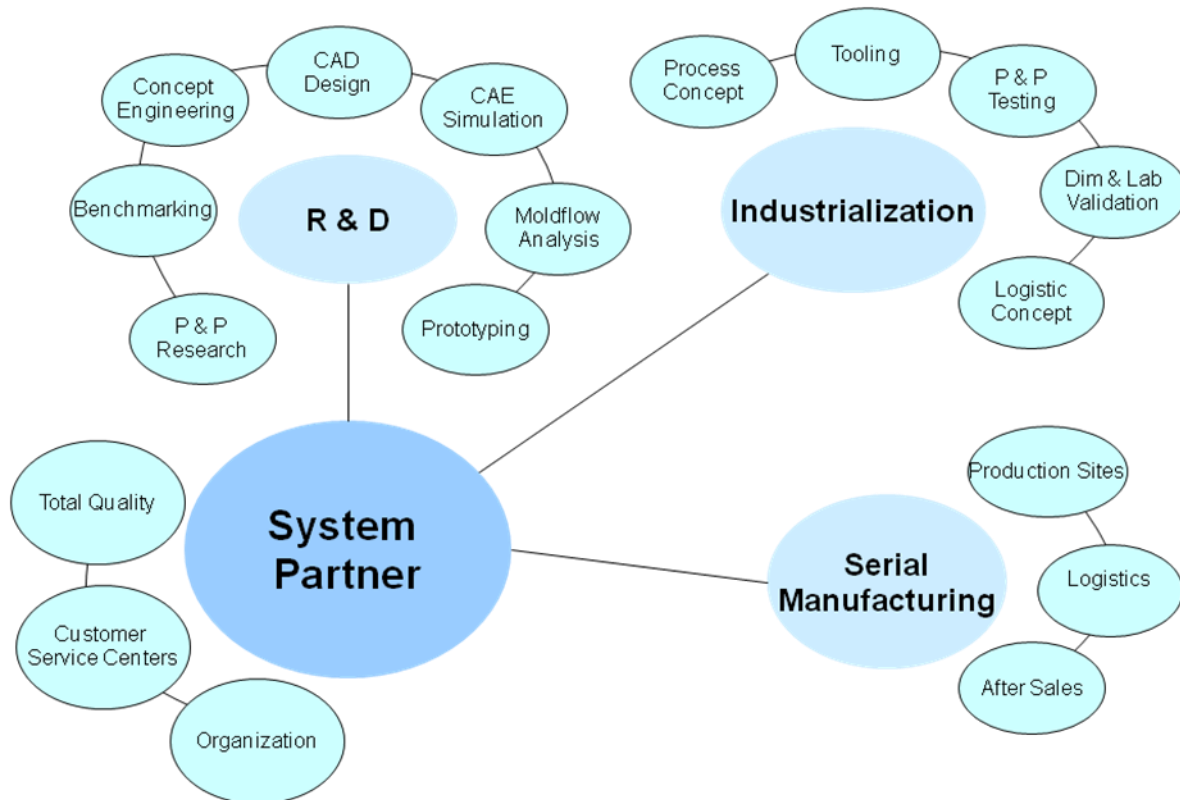 CAD
Design
Concept
Engineering
CAE
Simulation
Benchmarking
R & D
Moldflow
Analysis
P & P
Research
Prototyping
Tooling
Process
Concept
P & P
Testing
Industrialization
Dim & Lab
Validation
Logistic
Concept
System
Partner
Total Quality
Customer
Service Centers
Organization
Production Sites
Serial
Manufacturing
Logistics
After Sales